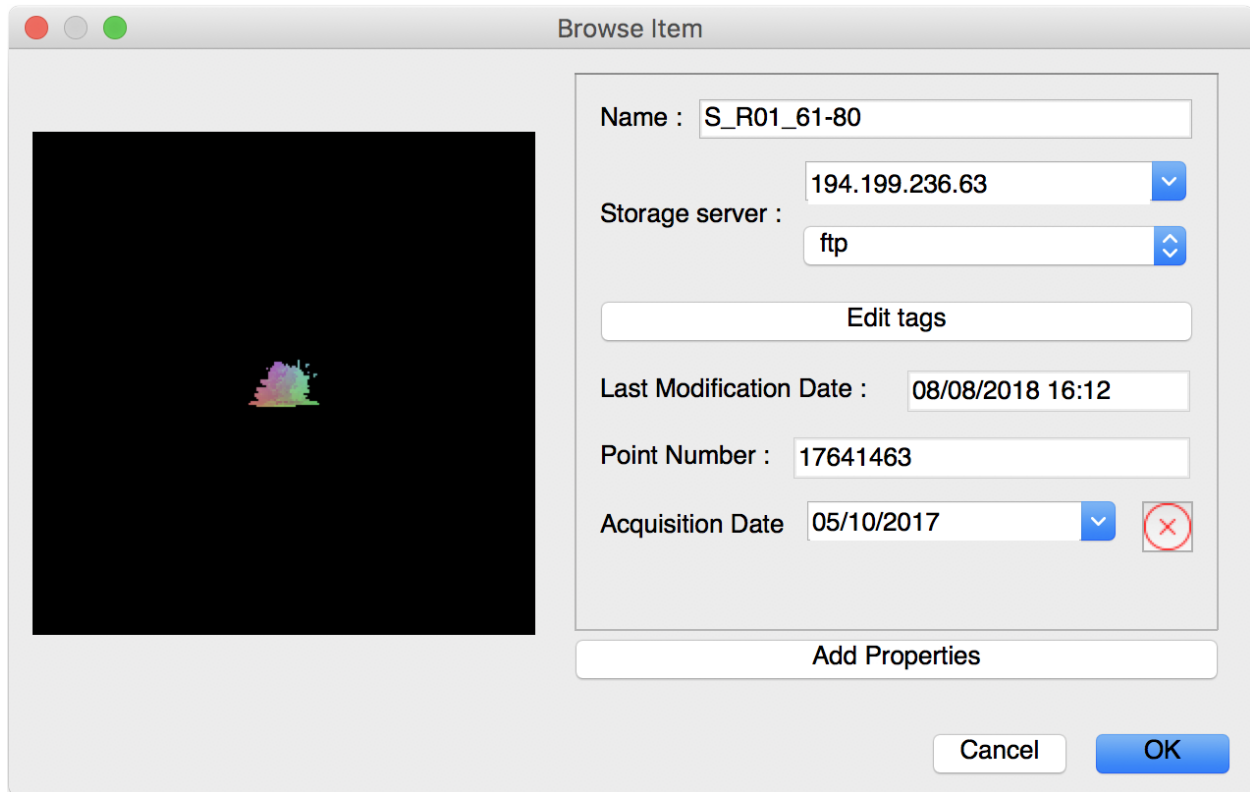 Browse Item
Name : S_R01_61-80
194.199.236.63
Storage server :
ftp
Edit tags
Last Modification Date : 08/08/2018 16:12
Point Number : 17641463
Acquisition Date 05/10/2017
Add Properties
Cancel OK